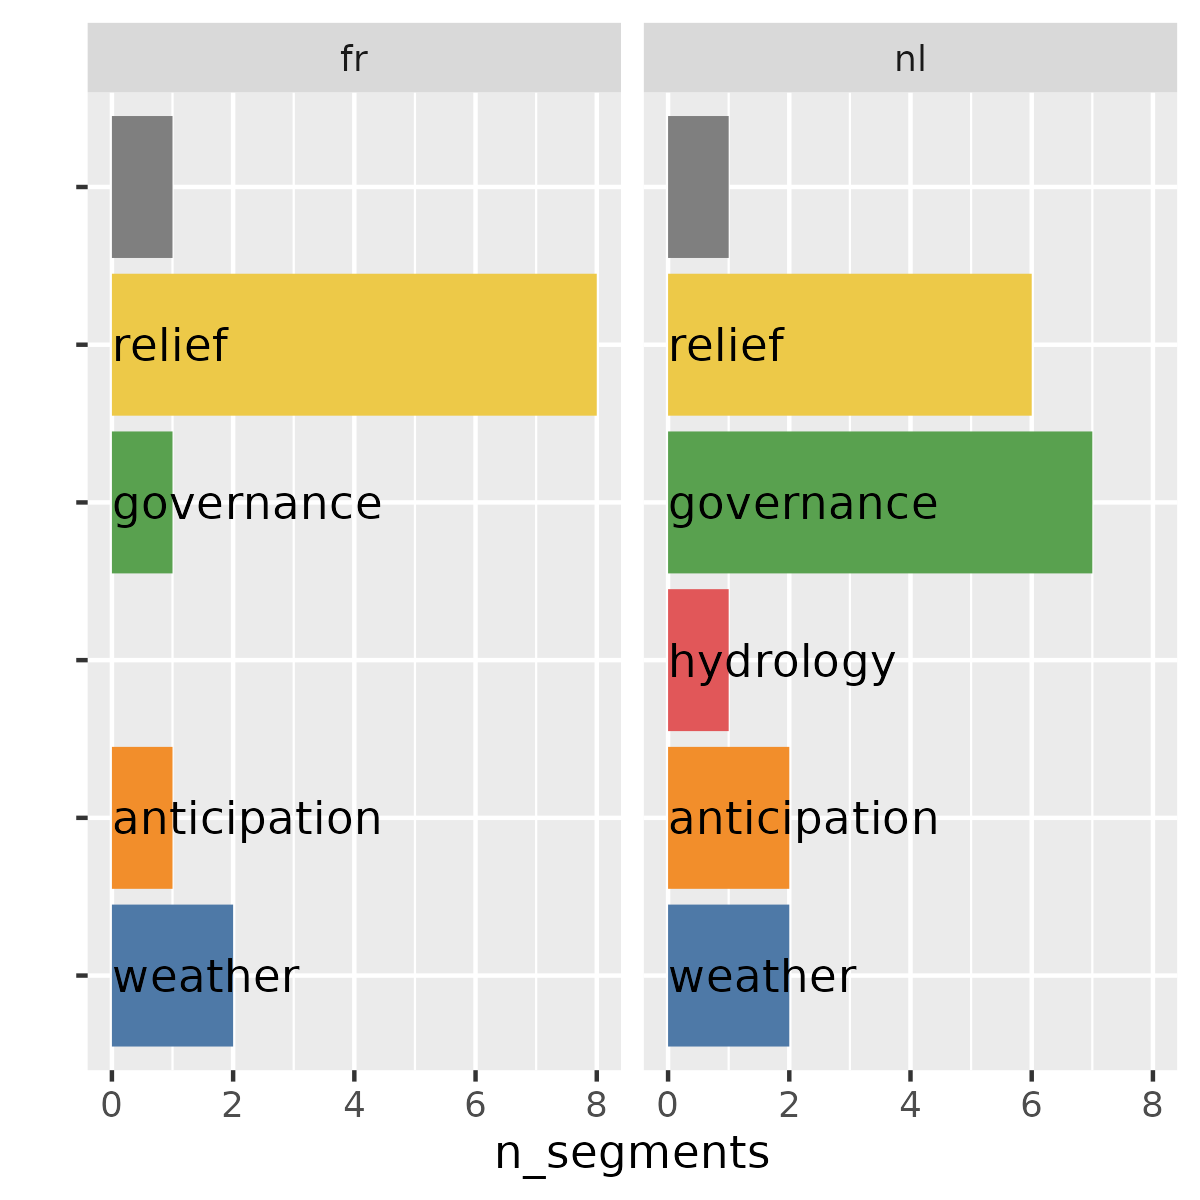 fr
nl
relief
relief
governance
governance
hydrology
anticipation
anticipation
weather
weather
0 2 4 6 8
0 2 4 6 8
n_segments